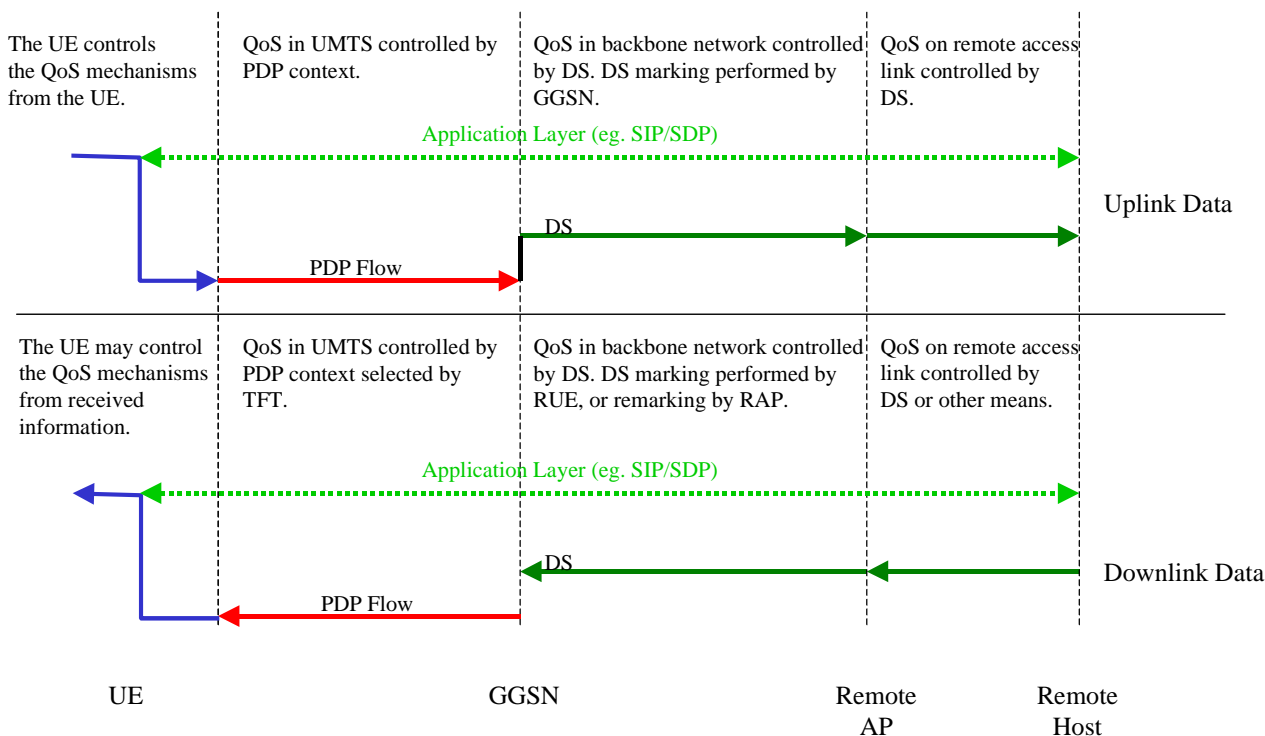 The UE controls
the QoS mechanisms
from the UE.
QoS in UMTS controlled by
PDP context.
QoS in backbone network controlled
by DS. DS marking performed by
GGSN.
QoS on remote access
link controlled by
DS.
Application Layer (eg. SIP/SDP)
Uplink Data
DS
PDP Flow
The UE may control
the QoS mechanisms
from received
information.
QoS in UMTS controlled by
PDP context selected by
TFT.
QoS in backbone network controlled
by DS. DS marking performed by
RUE, or remarking by RAP.
QoS on remote access
link controlled by
DS or other means.
Application Layer (eg. SIP/SDP)
DS
Downlink Data
PDP Flow
UE
GGSN
Remote
AP
Remote
Host